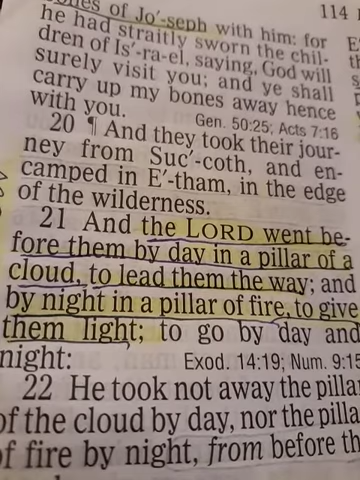 114
ones of Jo′-seph with him: for
he had straitly sworn the chil-
dren of Is′-ra-el, saying, God will
surely visit you; and ye shall
carry up my bones away hence
with you. Gen. 50:25; Acts 7:16
20 ¶ And they took their jour-
ney from Suc′-coth, and en-
camped in E′-tham, in the edge
of the wilderness.
21 And the LORD went be-
fore them by day in a pillar of a
cloud, to lead them the way; and
by night in a pillar of fire, to give
them light; to go by day and
night: Exod. 14:19; Num. 9:15
22 He took not away the pilla
of the cloud by day, nor the pilla
of fire by night, from before th